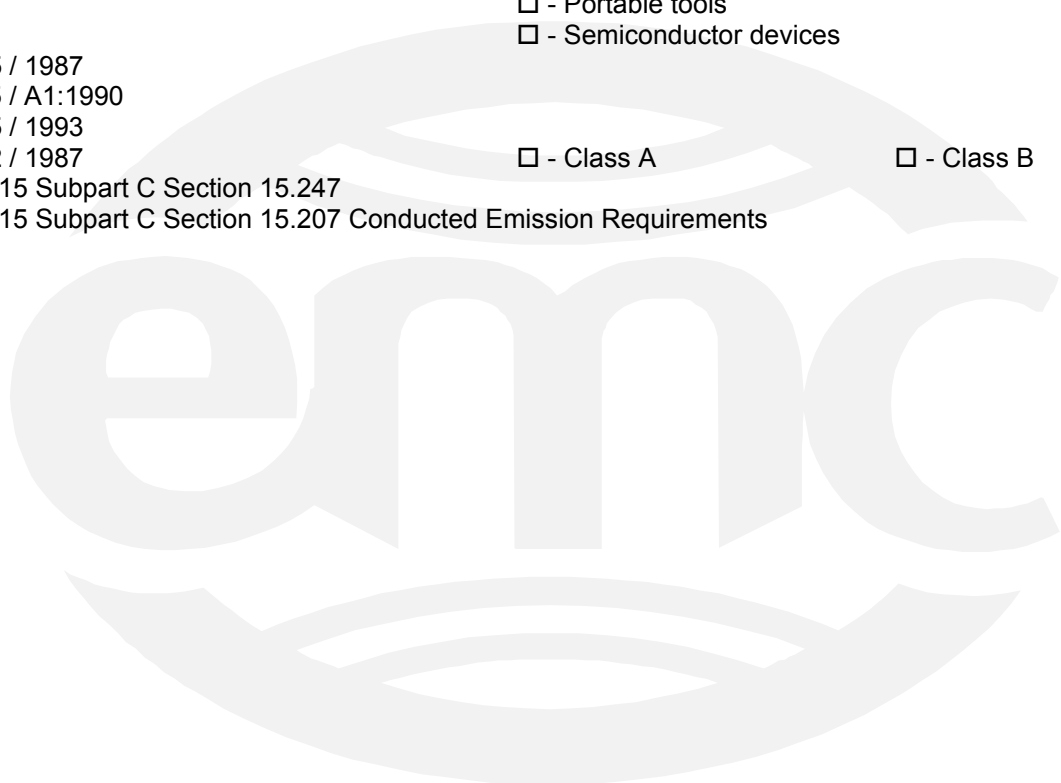 ☐ - Portable tools
☐ - Semiconductor devices
/ 1987
/ A1:1990
/ 1993
/ 1987 ☐ - Class A ☐ - Class B
15 Subpart C Section 15.247
15 Subpart C Section 15.207 Conducted Emission Requirements
emc